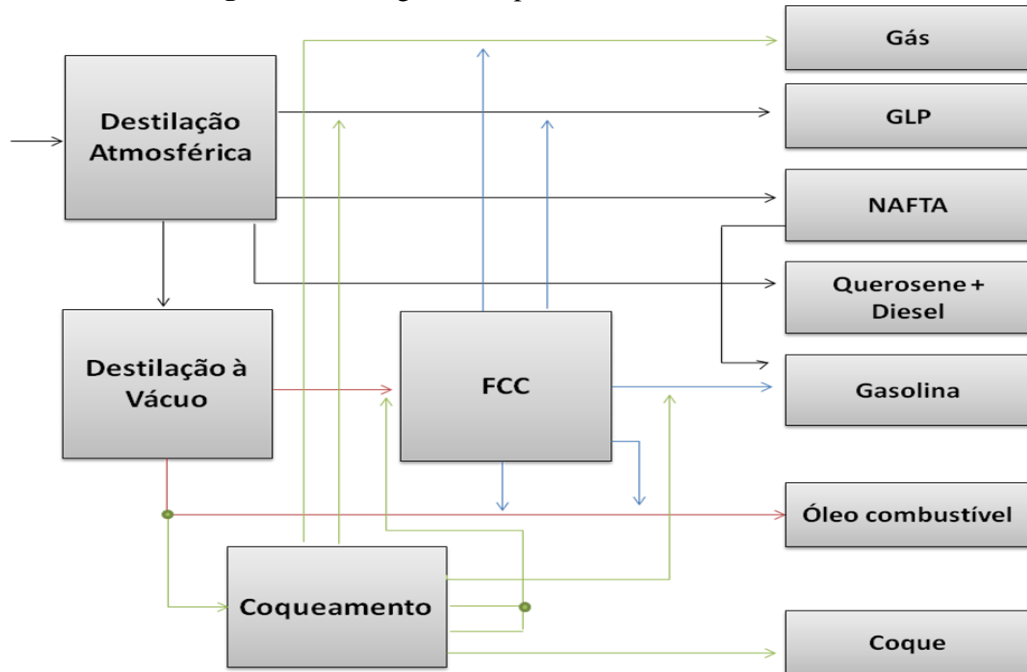 Gás
Destilação
Atmosférica
GLP
NAFTA
Querosene +
Diesel
Destilação à
Vácuo
FCC
Gasolina
Óleo combustível
Coqueamento
Coque